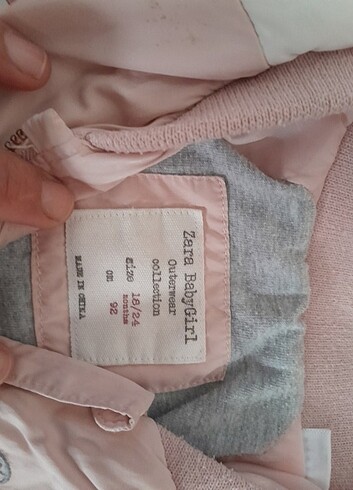 Zara BabyGirl
Outerwear
collection
size 18/24
months
cm 92
MADE IN CHINA